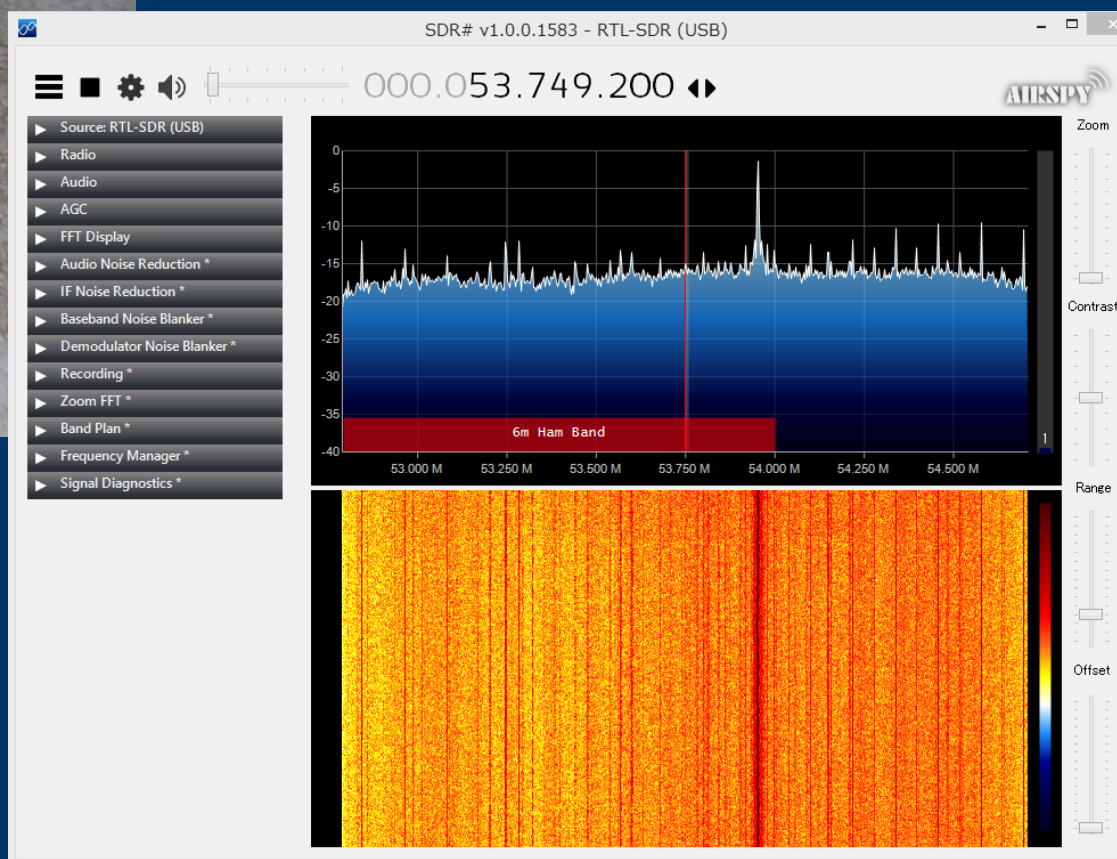 SDR# v1.0.0.1583 - RTL-SDR (USB)
000.053.749.200
AIRSPY
Source: RTL-SDR (USB)
Radio
Audio
AGC
FFT Display
Audio Noise Reduction *
IF Noise Reduction *
Baseband Noise Blanker *
Demodulator Noise Blanker *
Recording *
Zoom FFT *
Band Plan *
Frequency Manager *
Signal Diagnostics *
0
-5
-10
-15
-20
-25
-30
-35
-40
6m Ham Band
1
53.000 M 53.250 M 53.500 M 53.750 M 54.000 M 54.250 M 54.500 M
Zoom
Contrast
Range
Offset